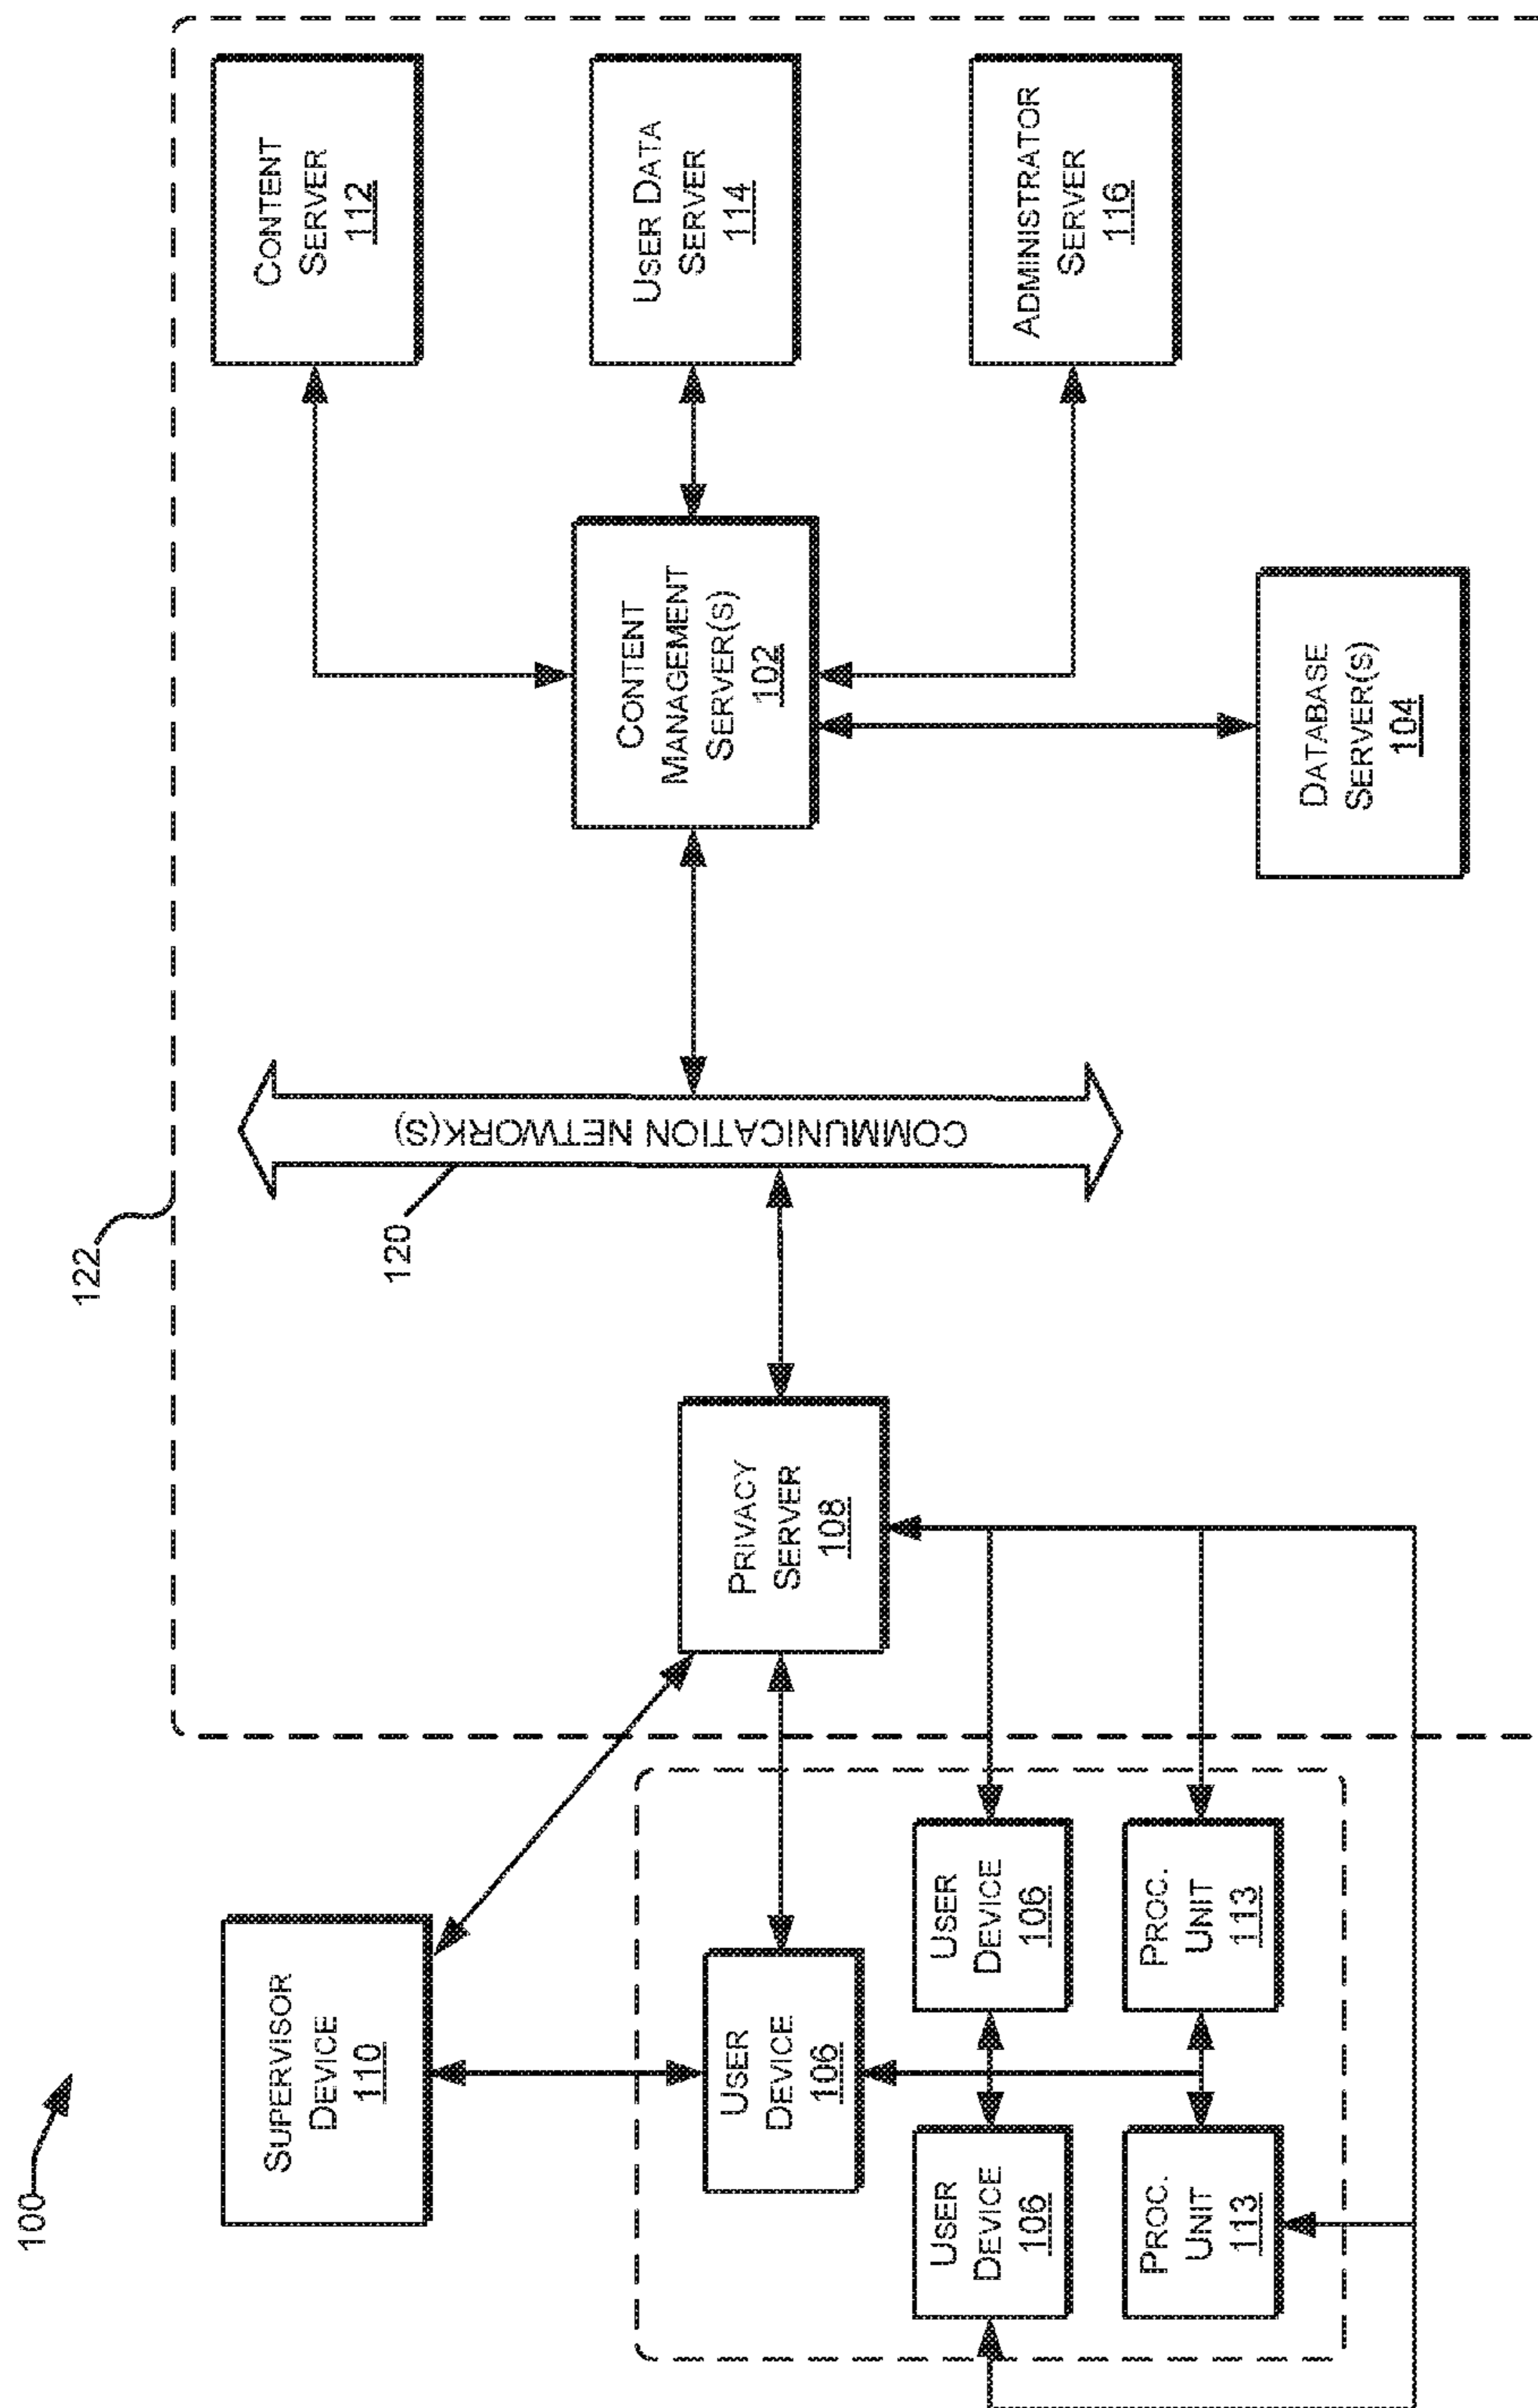 100
122
SUPERVISOR
DEVICE
110
CONTENT
SERVER
112
120
COMMUNICATION NETWORK(S)
USER DATA
SERVER
114
CONTENT
MANAGEMENT
SERVER(S)
102
PRIVACY
SERVER
108
USER
DEVICE
106
USER
DEVICE
106
USER
DEVICE
106
ADMINISTRATOR
SERVER
116
PROC.
UNIT
113
PROC.
UNIT
113
DATABASE
SERVER(S)
104